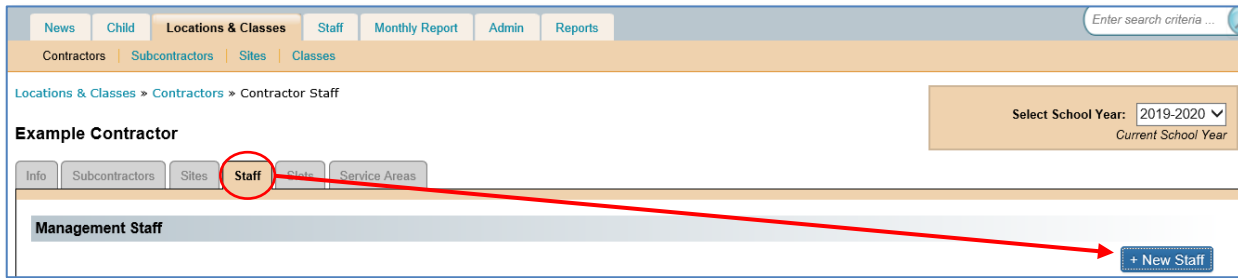 News Child Locations & Classes Staff Monthly Report Admin Reports Enter search criteria ...
Contractors Subcontractors Sites Classes
Locations & Classes » Contractors » Contractor Staff
Select School Year: 2019-2020
Current School Year
Example Contractor
Info Subcontractors Sites Staff Slots Service Areas
Management Staff
+ New Staff